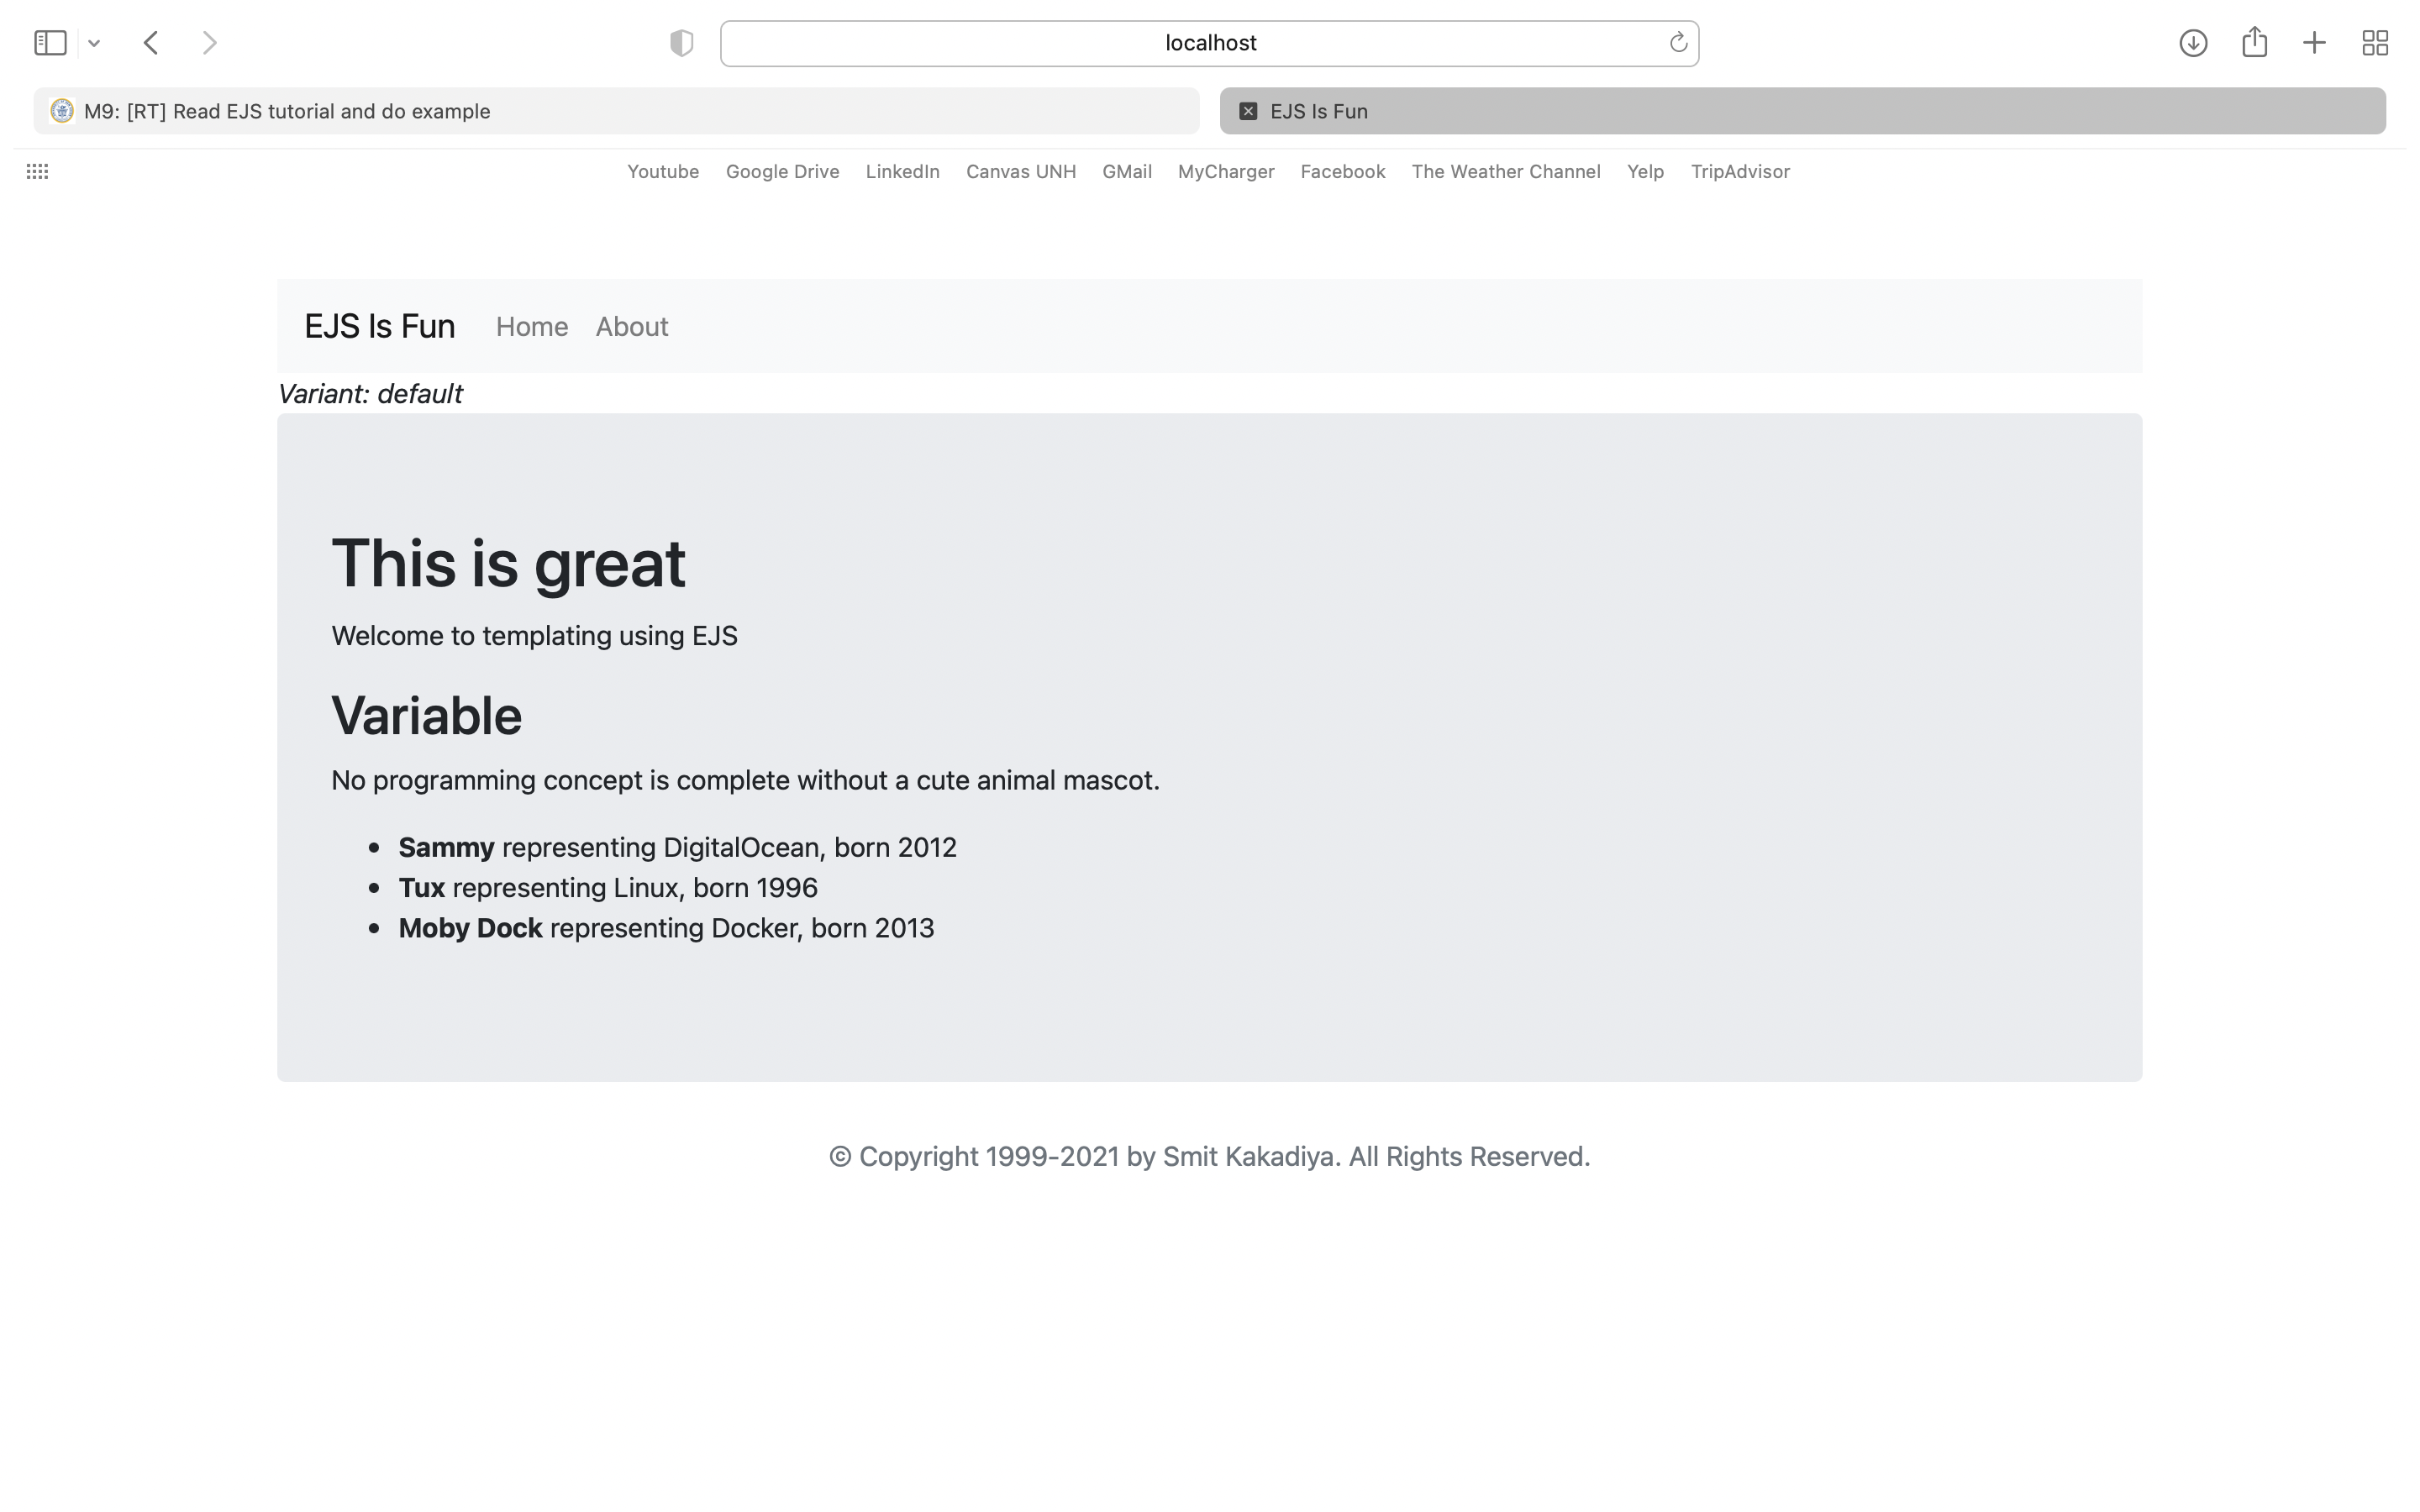 localhost
M9: [RT] Read EJS tutorial and do example
EJS Is Fun
Youtube Google Drive LinkedIn Canvas UNH GMail MyCharger Facebook The Weather Channel Yelp TripAdvisor
EJS Is Fun Home About
Variant: default
This is great
Welcome to templating using EJS
Variable
No programming concept is complete without a cute animal mascot.
• Sammy representing DigitalOcean, born 2012
• Tux representing Linux, born 1996
• Moby Dock representing Docker, born 2013
© Copyright 1999-2021 by Smit Kakadiya. All Rights Reserved.